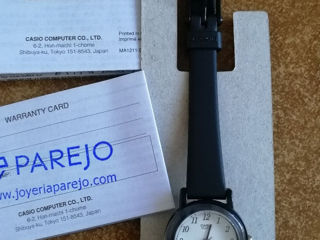 CASIO COMPUTER CO., LTD.
6-2, Hon-machi 1-chome
Shibuya-ku, Tokyo 151-8543, Japan
MA1211
WARRANTY CARD
PAREJO
www.joyeriaparejo.com
CASIO COMPUTER CO., LTD.
6-2, Hon-machi 1-chome
Shibuya-ku, Tokyo 151-8543, Japan